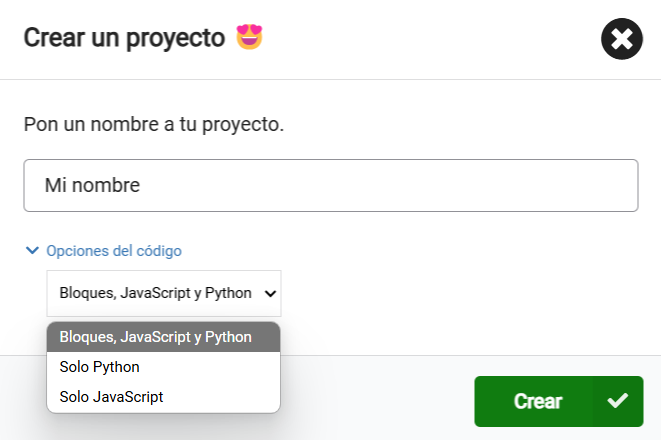 Crear un proyecto 😍
Pon un nombre a tu proyecto.
Mi nombre
Opciones del código
Bloques, JavaScript y Python
Bloques, JavaScript y Python
Solo Python
Solo JavaScript
Crear